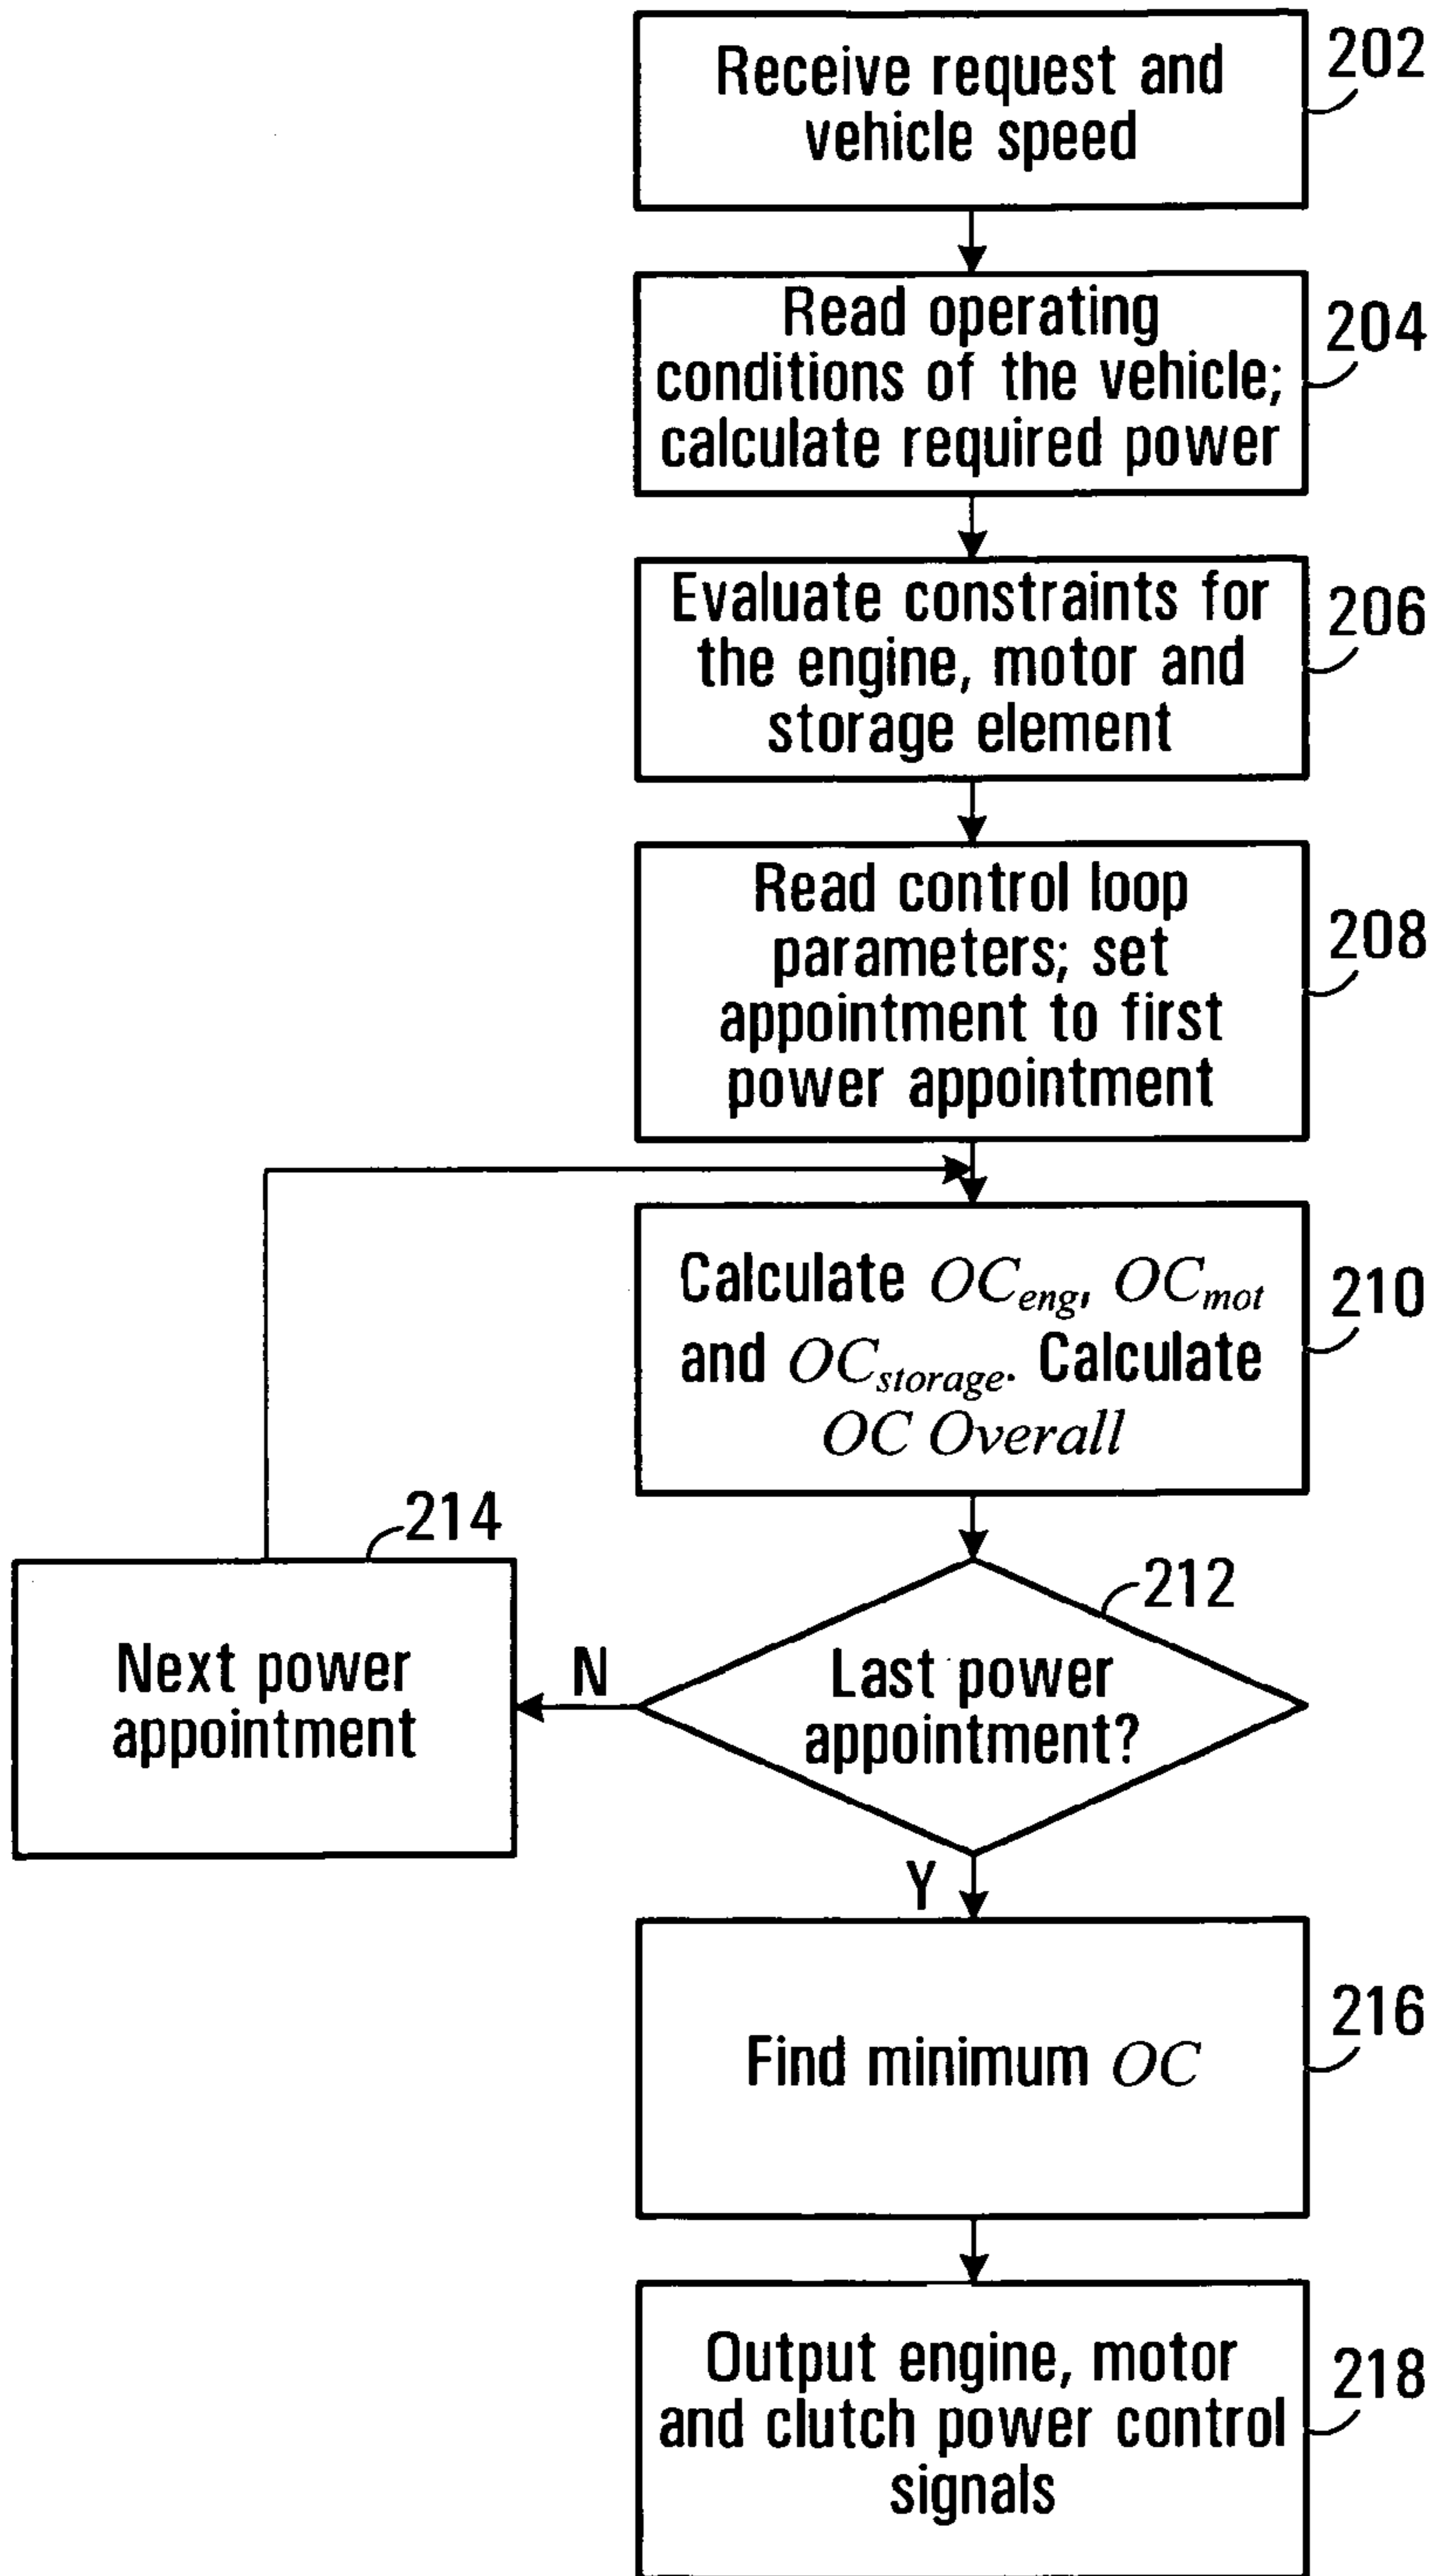 Receive request and
vehicle speed
202
Read operating
conditions of the vehicle;
calculate required power
204
Evaluate constraints for
the engine, motor and
storage element
206
Read control loop
parameters; set
appointment to first
power appointment
208
Calculate OCeng, OCmot
and OCstorage. Calculate
OC Overall
210
214
Next power
appointment
N
212
Last power
appointment?
Y
Find minimum OC
216
Output engine, motor
and clutch power control
signals
218